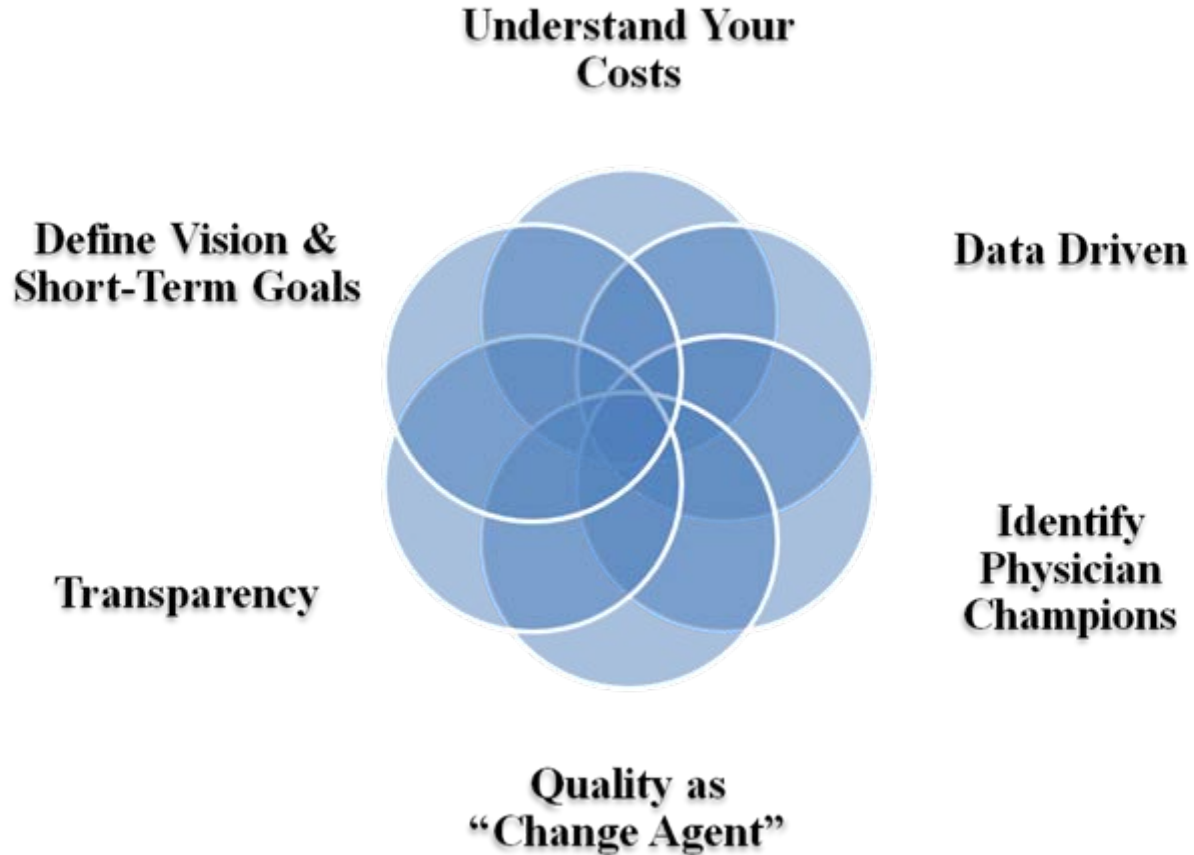 Understand Your
Costs
Define Vision &
Short-Term Goals
Data Driven
Transparency
Identify
Physician
Champions
Quality as
“Change Agent”